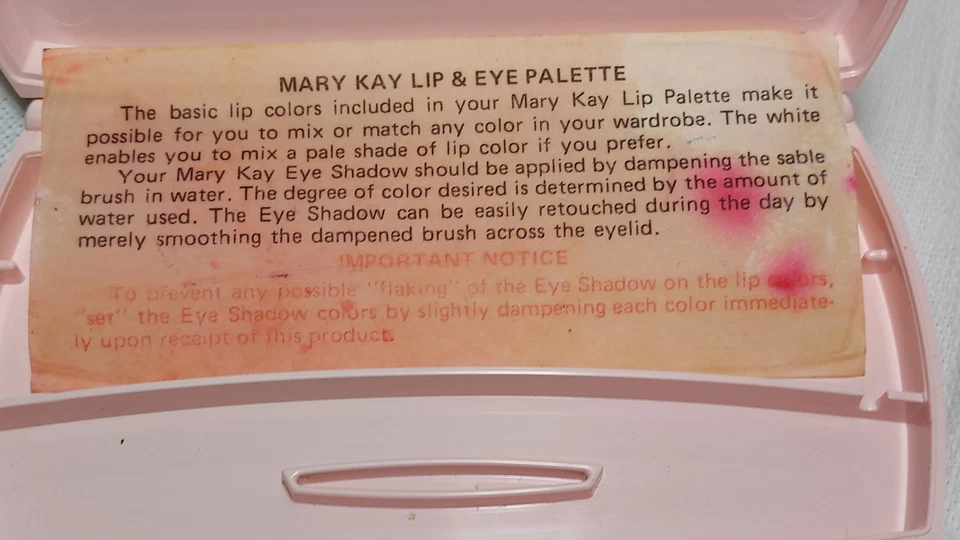 MARY KAY LIP & EYE PALETTE
The basic lip colors included in your Mary Kay Lip Palette make it
possible for you to mix or match any color in your wardrobe. The white
enables you to mix a pale shade of lip color if you prefer.
Your Mary Kay Eye Shadow should be applied by dampening the sable
brush in water. The degree of color desired is determined by the amount of
water used. The Eye Shadow can be easily retouched during the day by
merely smoothing the dampened brush across the eyelid.
IMPORTANT NOTICE
To prevent any possible "flaking" of the Eye Shadow on the lip colors,
"set" the Eye Shadow colors by slightly dampening each color immediate-
ly upon receipt of this product.